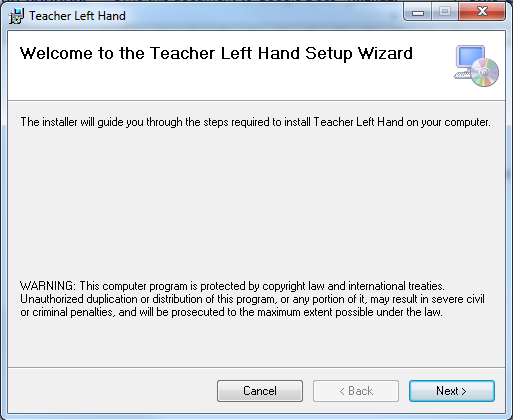 Teacher Left Hand
Welcome to the Teacher Left Hand Setup Wizard
The installer will guide you through the steps required to install Teacher Left Hand on your computer.
WARNING: This computer program is protected by copyright law and international treaties.
Unauthorized duplication or distribution of this program, or any portion of it, may result in severe civil
or criminal penalties, and will be prosecuted to the maximum extent possible under the law.
Cancel
< Back
Next >